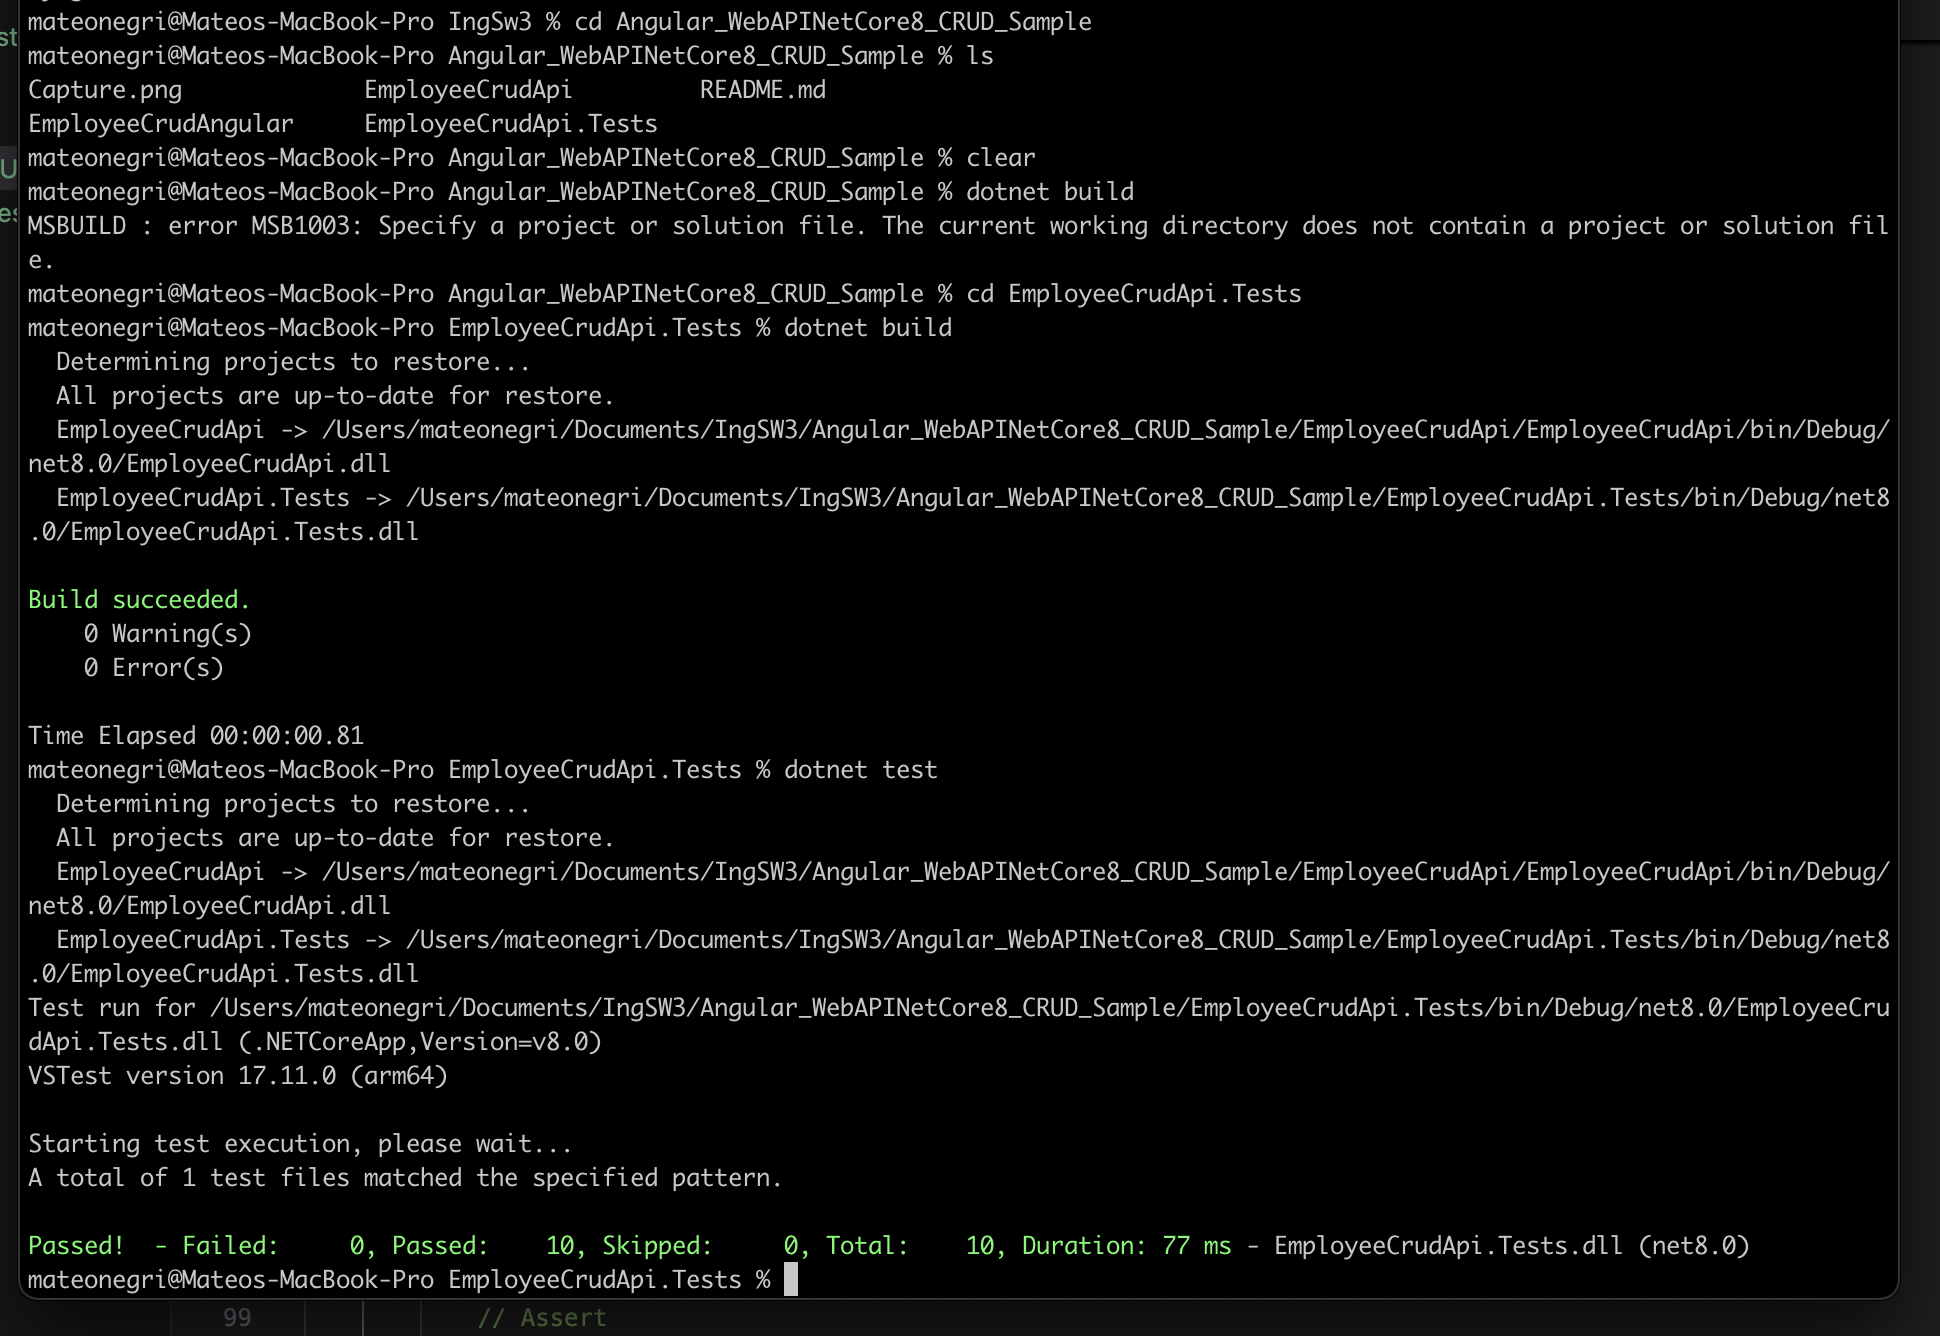 mateonegri@Mateos-MacBook-Pro IngSw3 % cd Angular_WebAPINetCore8_CRUD_Sample
mateonegri@Mateos-MacBook-Pro Angular_WebAPINetCore8_CRUD_Sample % ls
Capture.png             EmployeeCrudApi         README.md
EmployeeCrudAngular     EmployeeCrudApi.Tests
mateonegri@Mateos-MacBook-Pro Angular_WebAPINetCore8_CRUD_Sample % clear
mateonegri@Mateos-MacBook-Pro Angular_WebAPINetCore8_CRUD_Sample % dotnet build
MSBUILD : error MSB1003: Specify a project or solution file. The current working directory does not contain a project or solution fil
e.
mateonegri@Mateos-MacBook-Pro Angular_WebAPINetCore8_CRUD_Sample % cd EmployeeCrudApi.Tests
mateonegri@Mateos-MacBook-Pro EmployeeCrudApi.Tests % dotnet build
  Determining projects to restore...
  All projects are up-to-date for restore.
  EmployeeCrudApi -> /Users/mateonegri/Documents/IngSW3/Angular_WebAPINetCore8_CRUD_Sample/EmployeeCrudApi/EmployeeCrudApi/bin/Debug/
net8.0/EmployeeCrudApi.dll
  EmployeeCrudApi.Tests -> /Users/mateonegri/Documents/IngSW3/Angular_WebAPINetCore8_CRUD_Sample/EmployeeCrudApi.Tests/bin/Debug/net8
.0/EmployeeCrudApi.Tests.dll
Build succeeded.
    0 Warning(s)
    0 Error(s)
Time Elapsed 00:00:00.81
mateonegri@Mateos-MacBook-Pro EmployeeCrudApi.Tests % dotnet test
  Determining projects to restore...
  All projects are up-to-date for restore.
  EmployeeCrudApi -> /Users/mateonegri/Documents/IngSW3/Angular_WebAPINetCore8_CRUD_Sample/EmployeeCrudApi/EmployeeCrudApi/bin/Debug/
net8.0/EmployeeCrudApi.dll
  EmployeeCrudApi.Tests -> /Users/mateonegri/Documents/IngSW3/Angular_WebAPINetCore8_CRUD_Sample/EmployeeCrudApi.Tests/bin/Debug/net8
.0/EmployeeCrudApi.Tests.dll
Test run for /Users/mateonegri/Documents/IngSW3/Angular_WebAPINetCore8_CRUD_Sample/EmployeeCrudApi.Tests/bin/Debug/net8.0/EmployeeCru
dApi.Tests.dll (.NETCoreApp,Version=v8.0)
VSTest version 17.11.0 (arm64)
Starting test execution, please wait...
A total of 1 test files matched the specified pattern.
Passed!  - Failed:     0, Passed:    10, Skipped:     0, Total:    10, Duration: 77 ms - EmployeeCrudApi.Tests.dll (net8.0)
mateonegri@Mateos-MacBook-Pro EmployeeCrudApi.Tests %
99 // Assert